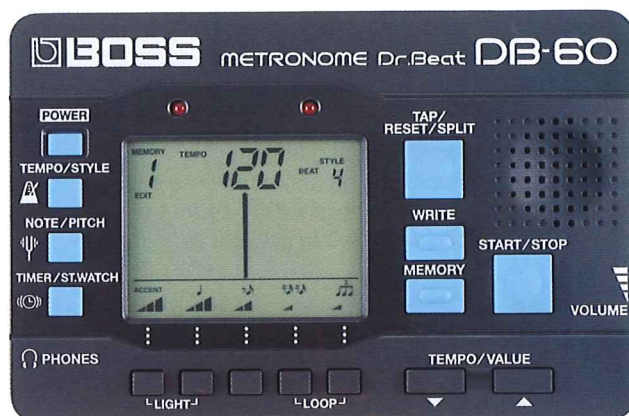 BOSS METRONOME Dr.Beat DB-60
POWER
TEMPO/STYLE
NOTE/PITCH
TIMER/ST.WATCH
PHONES
MEMORY
1
EDIT
TEMPO
120
STYLE
BEAT 4
ACCENT
LIGHT
LOOP
TAP/
RESET/SPLIT
WRITE
MEMORY
START/STOP
VOLUME
TEMPO/VALUE